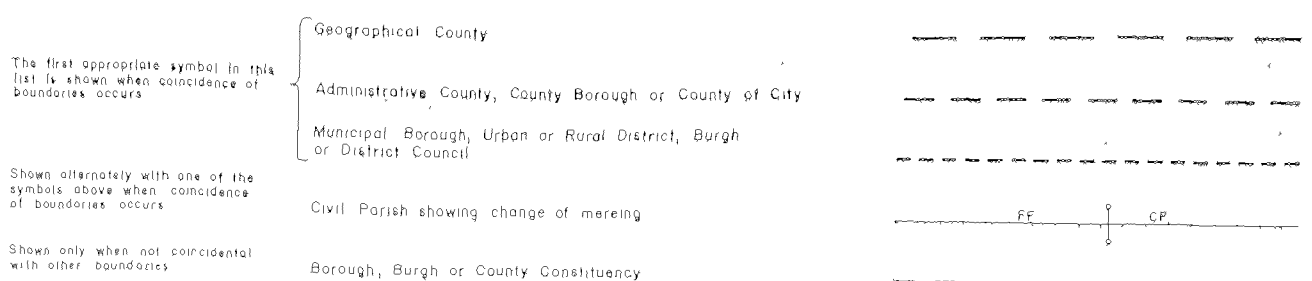 Geographical County
The first appropriate symbol in this
list is shown when coincidence of
boundaries occurs
Administrative County, County Borough or County of City
Municipal Borough, Urban or Rural District, Burgh
or District Council
Shown alternately with one of the
symbols above when coincidence
of boundaries occurs
Civil Parish showing change of mereing
FF
CP
Shown only when not coincidental
with other boundaries
Borough, Burgh or County Constituency